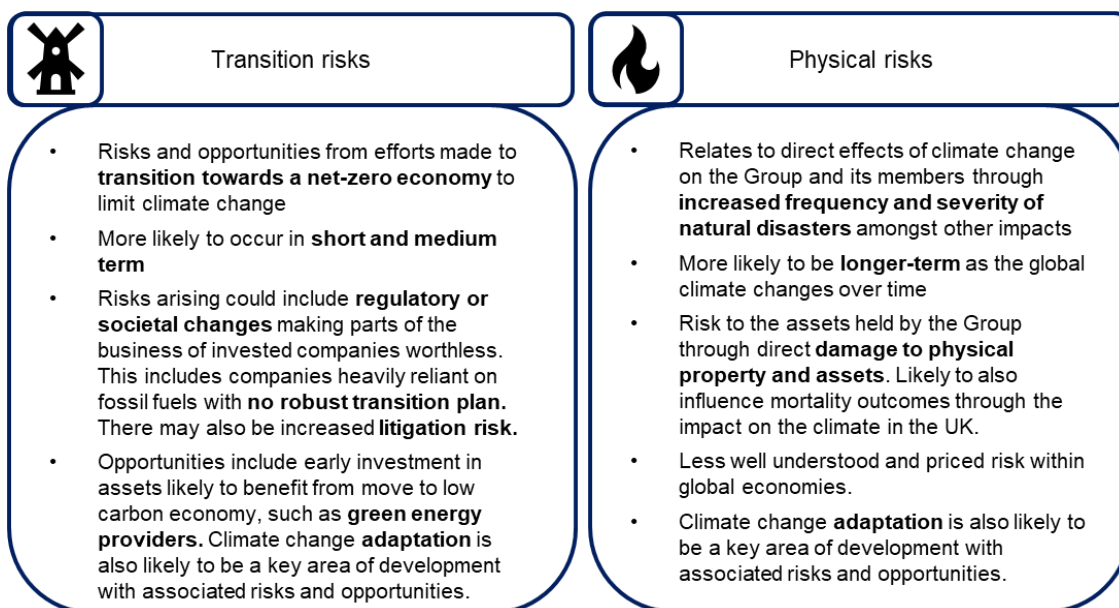 Transition risks
• Risks and opportunities from efforts made to
transition towards a net-zero economy to
limit climate change
• More likely to occur in short and medium
term
• Risks arising could include regulatory or
societal changes making parts of the
business of invested companies worthless.
This includes companies heavily reliant on
fossil fuels with no robust transition plan.
There may also be increased litigation risk.
• Opportunities include early investment in
assets likely to benefit from move to low
carbon economy, such as green energy
providers. Climate change adaptation is
also likely to be a key area of development
with associated risks and opportunities.
Physical risks
• Relates to direct effects of climate change
on the Group and its members through
increased frequency and severity of
natural disasters amongst other impacts
• More likely to be longer-term as the global
climate changes over time
• Risk to the assets held by the Group
through direct damage to physical
property and assets. Likely to also
influence mortality outcomes through the
impact on the climate in the UK.
• Less well understood and priced risk within
global economies.
• Climate change adaptation is also likely to
be a key area of development with
associated risks and opportunities.